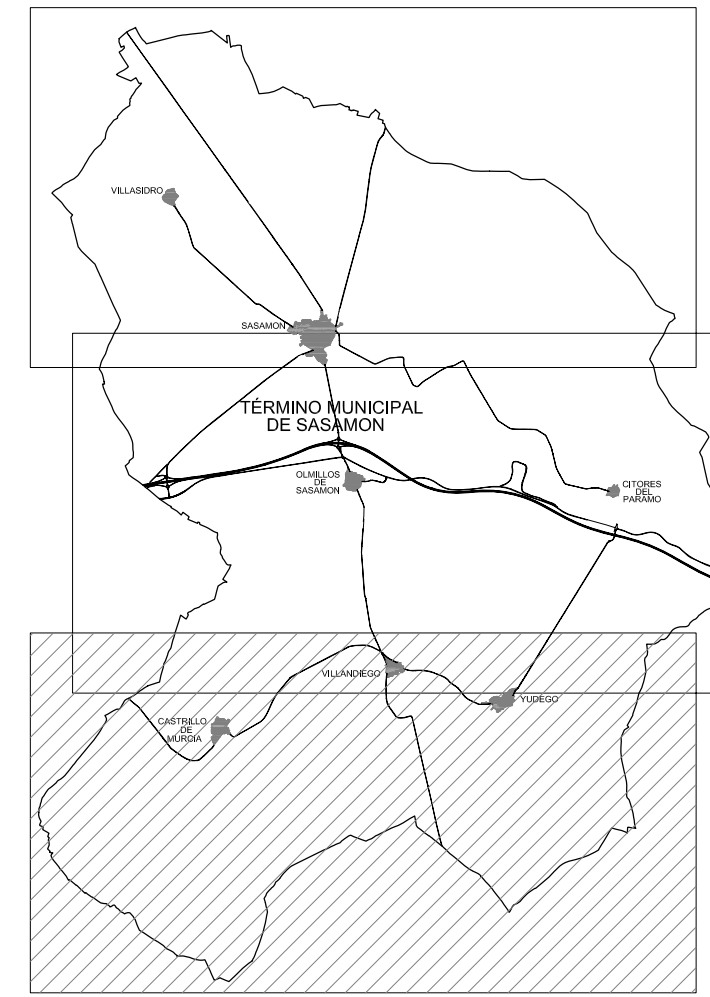 VILLASIDRO
SASAMON
TÉRMINO MUNICIPAL
DE SASAMON
OLMILLOS
DE
SASAMON
CITORES
DEL
PARAMO
VILLANDIEGO
YUDEGO
CASTRILLO
DE
MURCIA